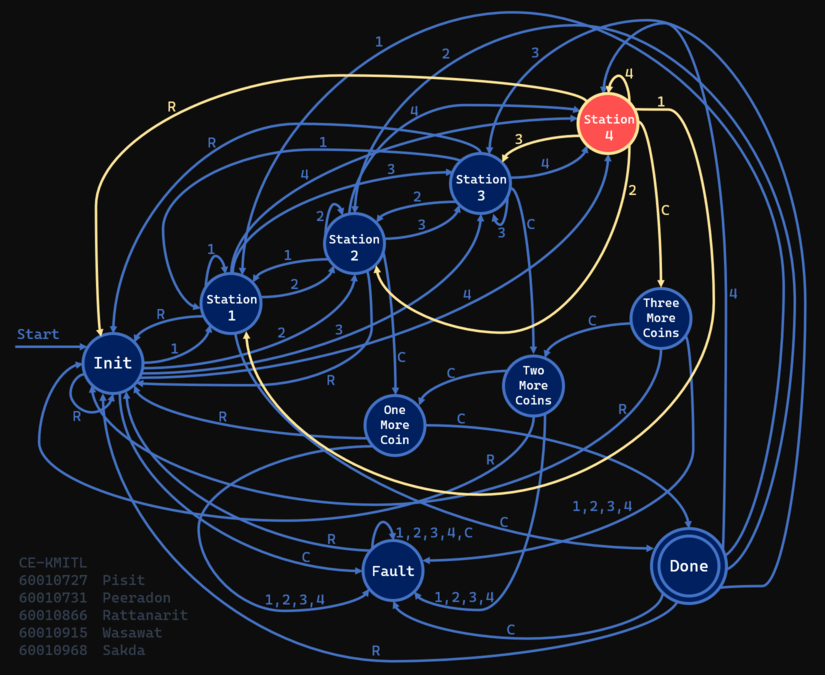 1
2
3
4
R
1
4
3
4
1
R
1
3
Station
4
4
3
4
2
C
Station
3
2
3
3
C
2
Station
2
1
2
1
Station
1
R
1
2
3
4
Start
Init
R
R
C
Three
More
Coins
C
Two
More
Coins
C
One
More
Coin
C
R
R
R
4
1,2,3,4
C
1,2,3,4,C
R
C
Fault
Done
1,2,3,4
1,2,3,4
C
R
CE-KMITL
60010727 Pisit
60010731 Peeradon
60010866 Rattanarit
60010915 Wasawat
60010968 Sakda